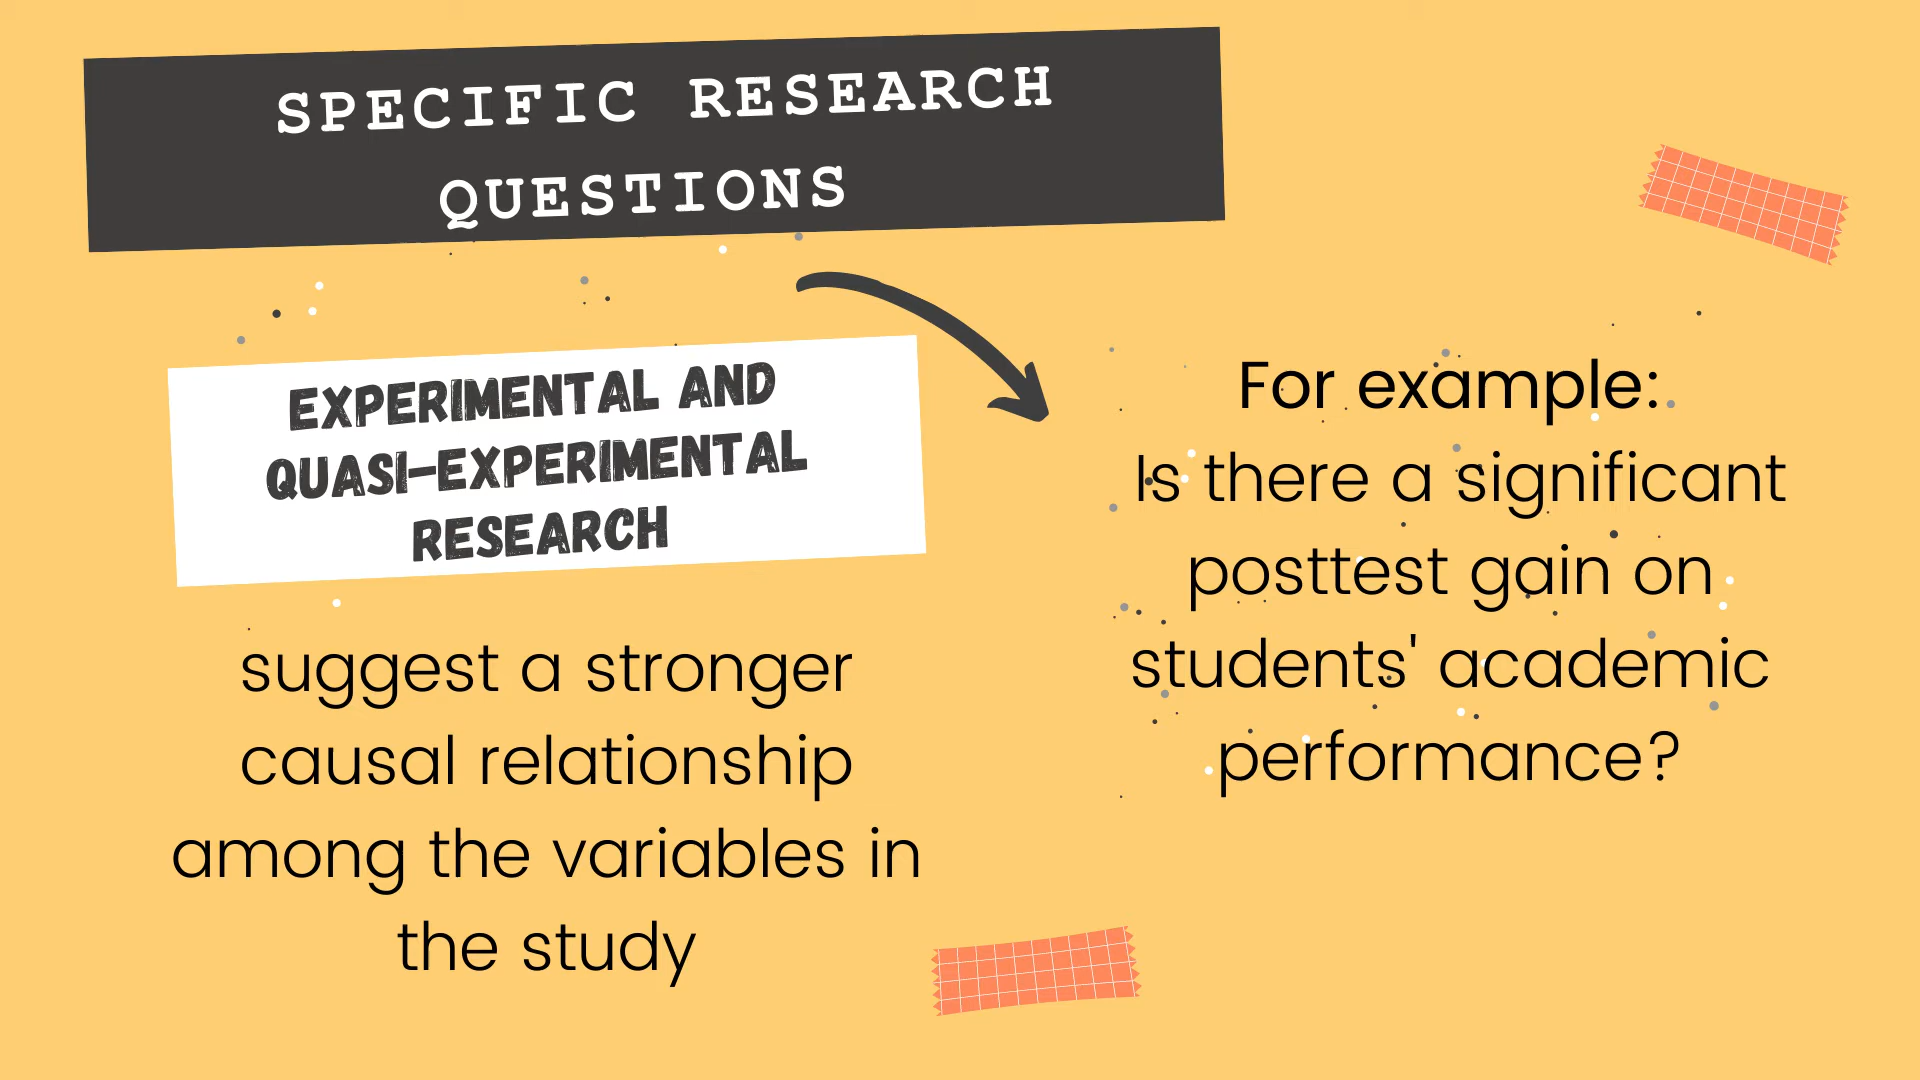 SPECIFIC RESEARCH
QUESTIONS
EXPERIMENTAL AND
QUASI-EXPERIMENTAL
RESEARCH
suggest a stronger
causal relationship
among the variables in
the study
For example:
Is there a significant
posttest gain on
students' academic
performance?